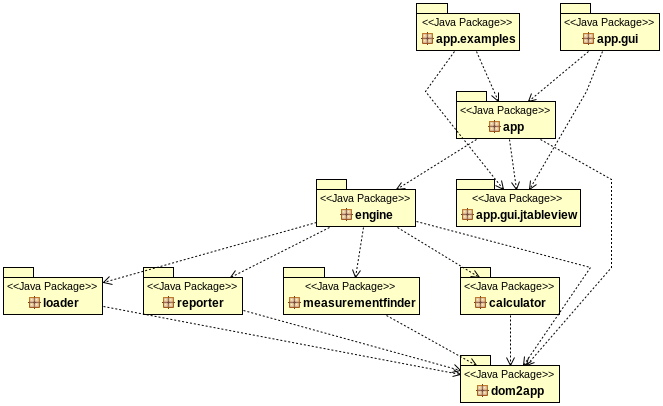 <<Java Package>>
app.examples
<<Java Package>>
app.gui
<<Java Package>>
app
<<Java Package>>
engine
<<Java Package>>
app.gui.jtableview
<<Java Package>>
loader
<<Java Package>>
reporter
<<Java Package>>
measurementfinder
<<Java Package>>
calculator
<<Java Package>>
dom2app